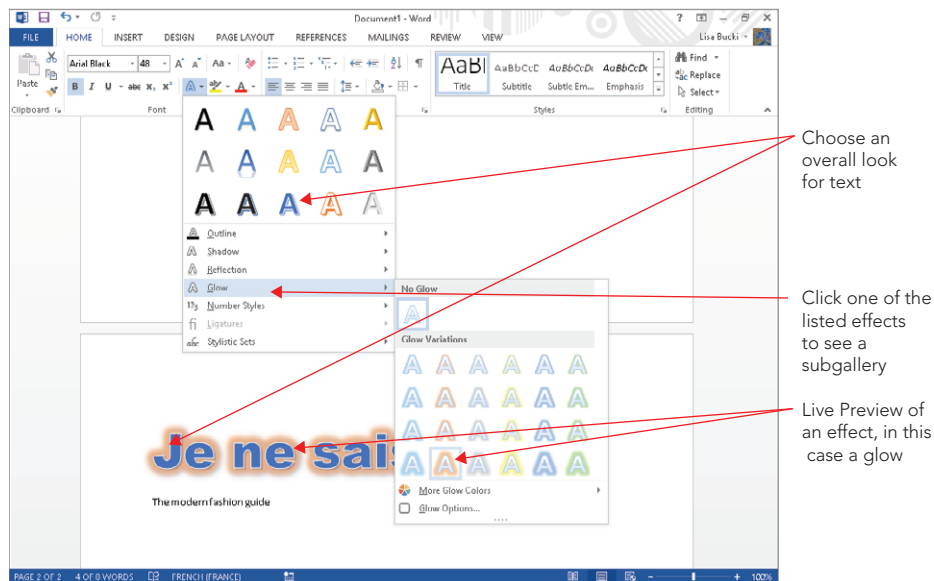 Document1 - Word
FILE HOME INSERT DESIGN PAGE LAYOUT REFERENCES MAILINGS REVIEW VIEW Lisa Bucki
Arial Black 48 Aa Find
Replace
Paste B I U abc X₂ X² A Select
AaBl AaBbCcD AaBbCcDc AaBbCcDc
Title Subtitle Subtle Em... Emphasis
Clipboard Font Styles Editing
A A A A A
A A A A A
A A A A A
Outline
Shadow
Reflection
Glow
Number Styles
Ligatures
Stylistic Sets
No Glow
A
Glow Variations
A A A A A A
A A A A A A
A A A A A A
A A A A A A
More Glow Colors
Glow Options...
Je ne sais
The modern fashion guide
PAGE 2 OF 2 4 OF 8 WORDS FRENCH (FRANCE) 100%
Choose an
overall look
for text
Click one of the
listed effects
to see a
subgallery
Live Preview of
an effect, in this
case a glow